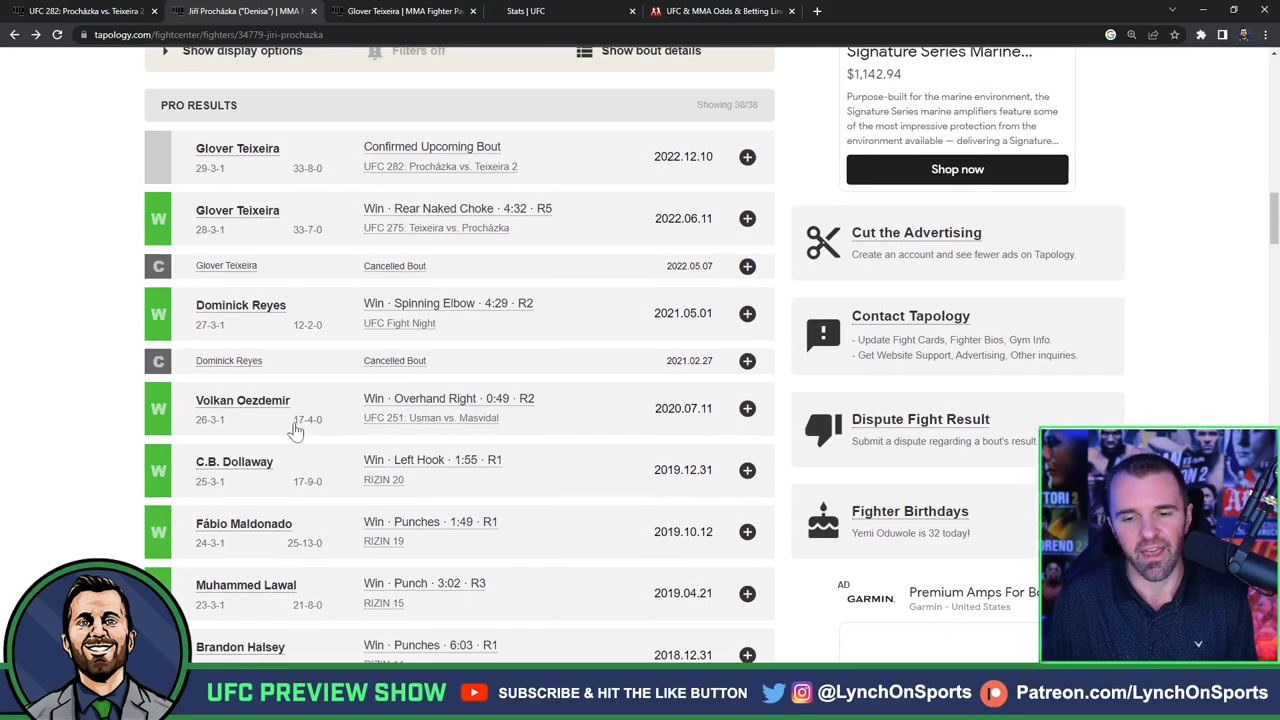 UFC 282: Procházka vs. Teixeira 2
Jiří Procházka ("Denisa") | MMA
Glover Teixeira | MMA Fighter Pa
Stats | UFC
UFC & MMA Odds & Betting Lin
tapology.com/fightcenter/fighters/34779-jiri-prochazka
Show display options
Filters off
Show bout details
PRO RESULTS
Showing 38/38
Glover Teixeira
Confirmed Upcoming Bout
2022.12.10
29-3-1
33-8-0
UFC 282: Procházka vs. Teixeira 2
W
Glover Teixeira
Win · Rear Naked Choke · 4:32 · R5
2022.06.11
28-3-1
33-7-0
UFC 275: Teixeira vs. Procházka
C
Glover Teixeira
Cancelled Bout
2022.05.07
W
Dominick Reyes
Win · Spinning Elbow · 4:29 · R2
2021.05.01
27-3-1
12-2-0
UFC Fight Night
C
Dominick Reyes
Cancelled Bout
2021.02.27
W
Volkan Oezdemir
Win · Overhand Right · 0:49 · R2
2020.07.11
26-3-1
17-4-0
UFC 251: Usman vs. Masvidal
W
C.B. Dollaway
Win · Left Hook · 1:55 · R1
2019.12.31
25-3-1
17-9-0
RIZIN 20
W
Fábio Maldonado
Win · Punches · 1:49 · R1
2019.10.12
24-3-1
25-13-0
RIZIN 19
Muhammed Lawal
Win · Punch · 3:02 · R3
2019.04.21
23-3-1
21-8-0
RIZIN 15
Brandon Halsey
Win · Punches · 6:03 · R1
2018.12.31
Signature Series Marine...
$1,142.94
Purpose-built for the marine environment, the
Signature Series marine amplifiers feature some
of the most impressive protection from the
environment available — delivering a Signature...
Shop now
Cut the Advertising
Create an account and see fewer ads on Tapology.
Contact Tapology
- Update Fight Cards, Fighter Bios, Gym Info.
- Get Website Support, Advertising, Other inquiries.
Dispute Fight Result
Submit a dispute regarding a bout's result.
Fighter Birthdays
Yemi Oduwole is 32 today!
AD
GARMIN.
Premium Amps For Bo
Garmin - United States
UFC PREVIEW SHOW
SUBSCRIBE & HIT THE LIKE BUTTON
@LynchOnSports
Patreon.com/LynchOnSports